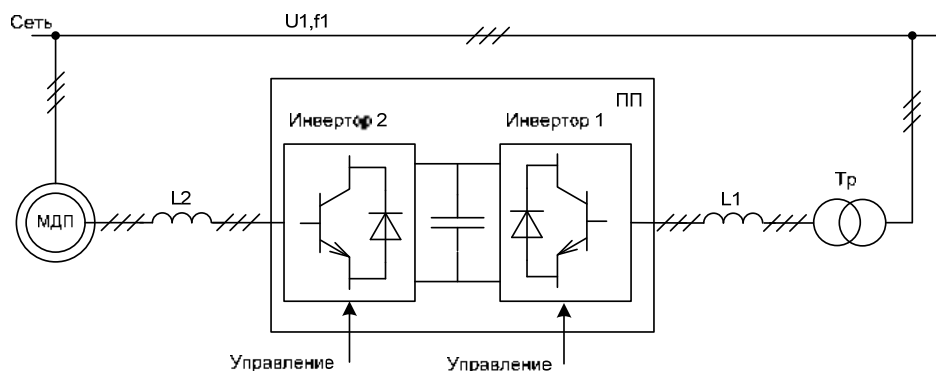 Сеть
U1,f1
ПП
Инвертор 2
Инвертор 1
Тр
L2
L1
МДП
Управление
Управление